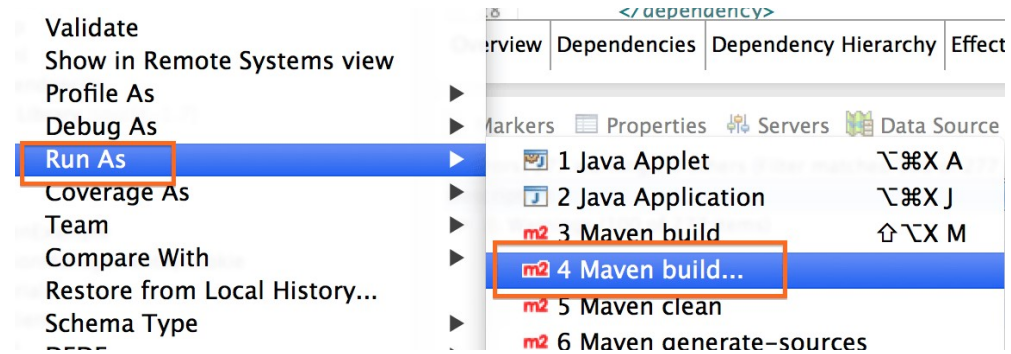 Validate
Show in Remote Systems view
Profile As
Debug As
Run As
Coverage As
Team
Compare With
Restore from Local History...
Schema Type
18 </dependency>
Overview Dependencies Dependency Hierarchy Effect
Markers Properties Servers Data Source
1 Java Applet ⌥⌘X A
2 Java Application ⌥⌘X J
m2 3 Maven build ⇧⌥X M
m2 4 Maven build...
m2 5 Maven clean
m2 6 Maven generate-sources